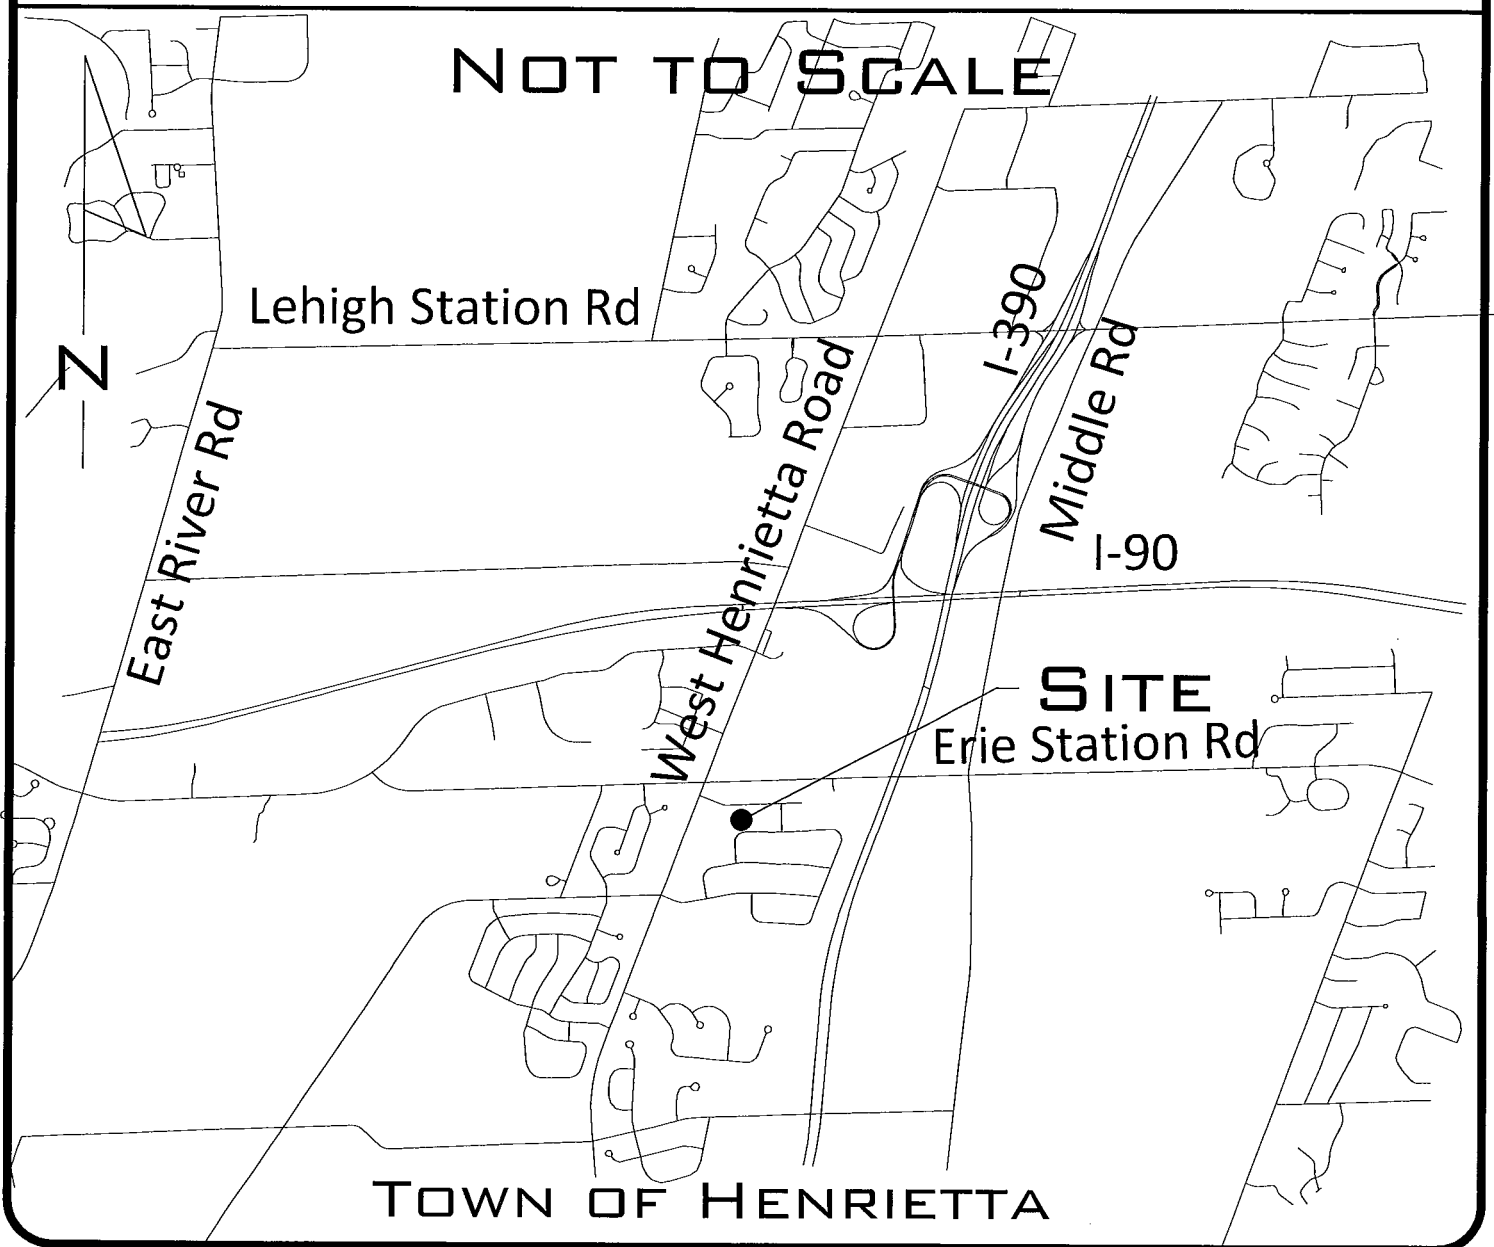 NOT TO SCALE
Lehigh Station Rd
I-390
N
West Henrietta Road
Middle Rd
East River Rd
I-90
SITE
Erie Station Rd
TOWN OF HENRIETTA